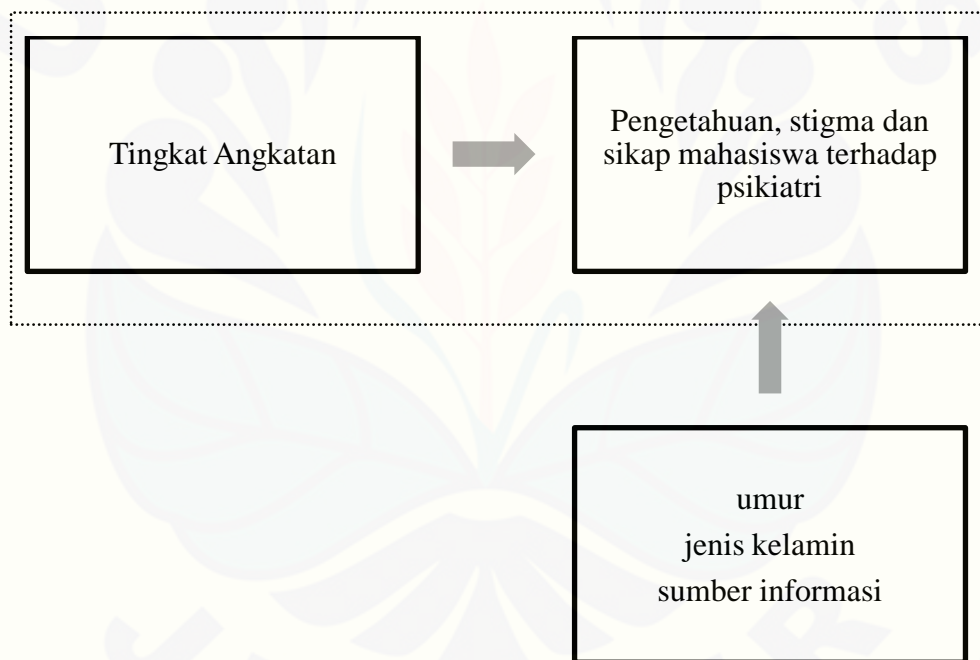 Tingkat Angkatan
Pengetahuan, stigma dan
sikap mahasiswa terhadap
psikiatri
umur
jenis kelamin
sumber informasi